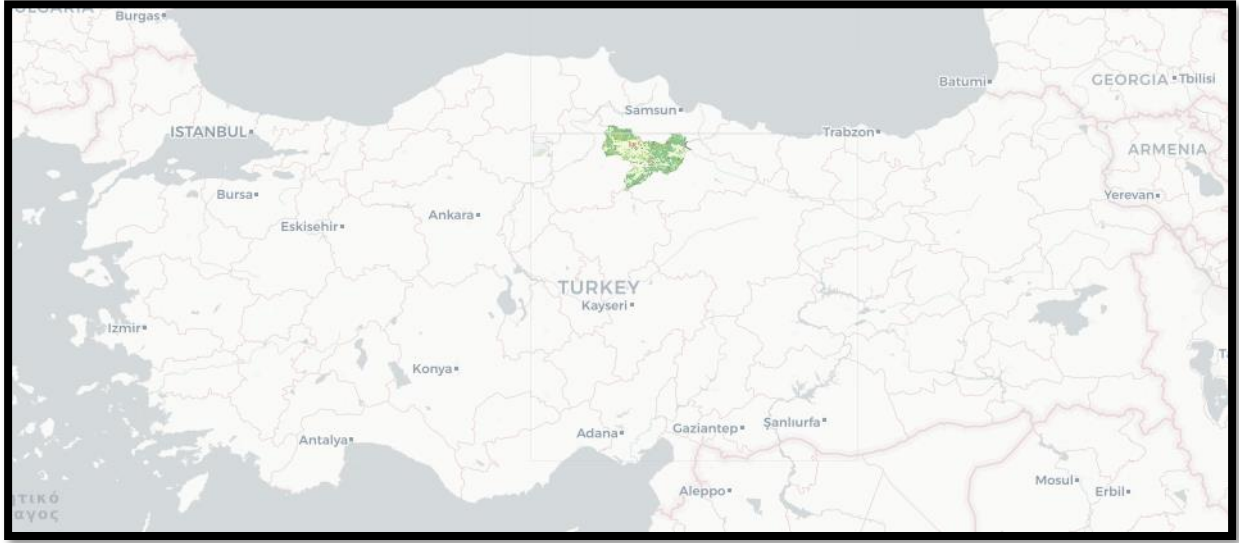 Burgas
Batumi
GEORGIA
Tbilisi
Samsun
ISTANBUL
Trabzon
ARMENIA
Bursa
Ankara
Yerevan
Eskisehir
TURKEY
Kayseri
Izmir
Konya
Adana
Gaziantep
Şanlıurfa
Antalya
Aleppo
Mosul
Erbil